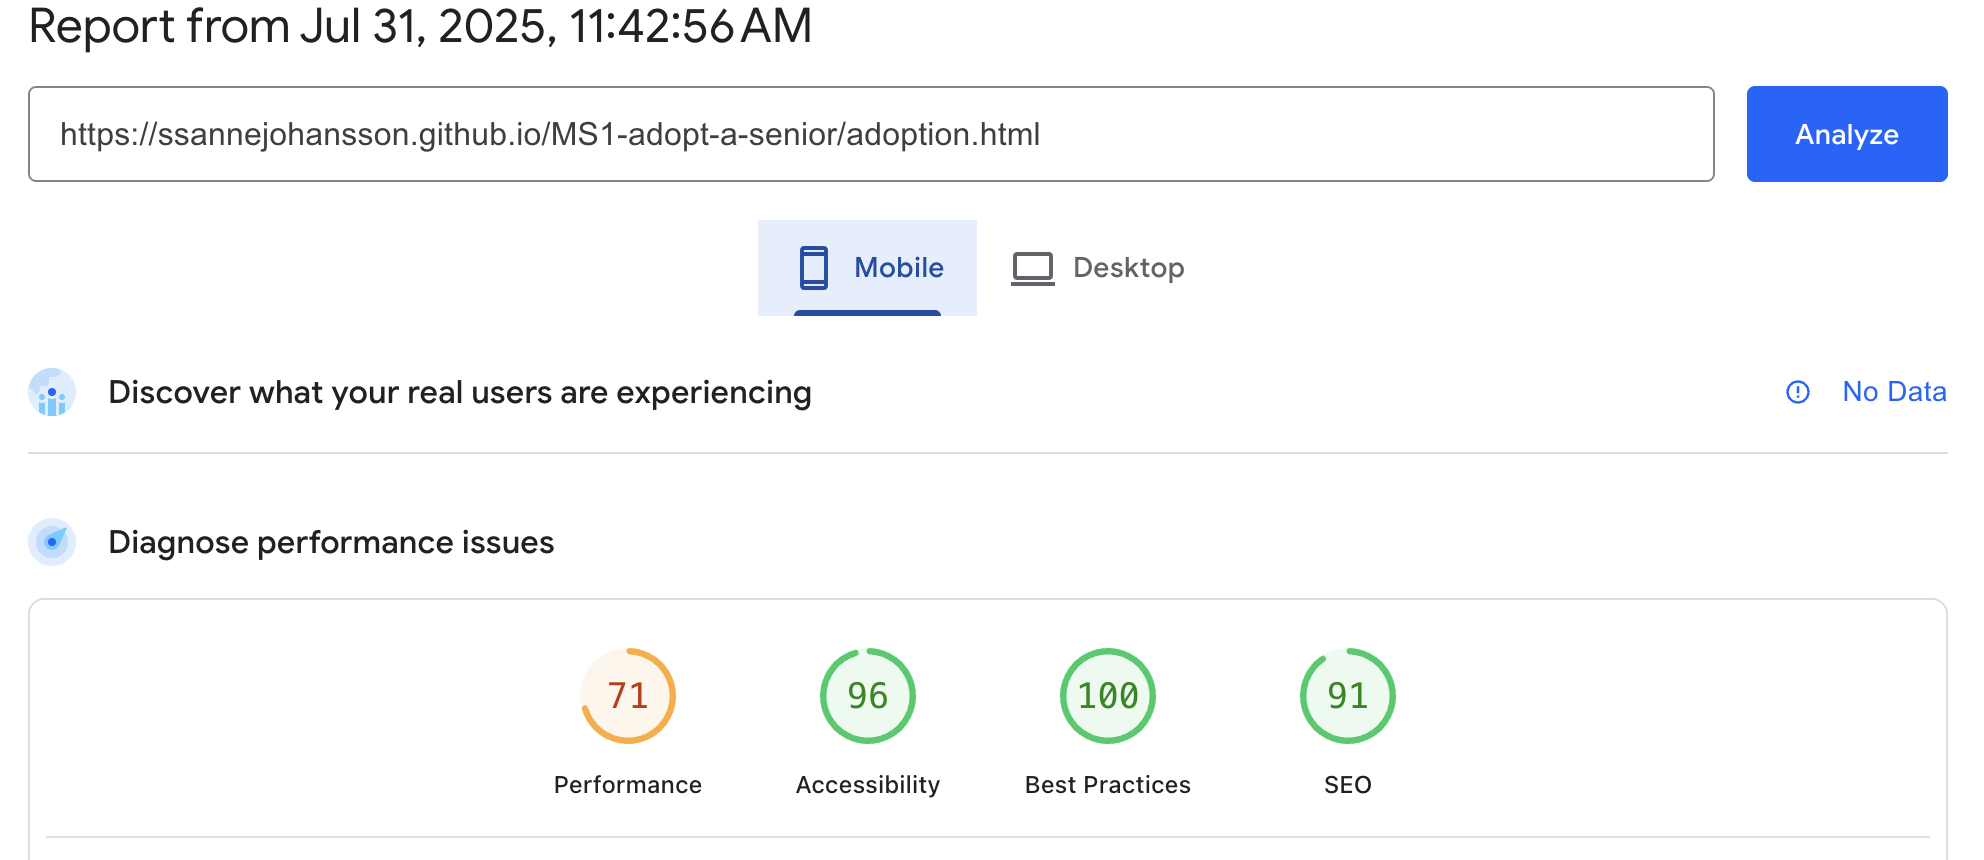 Report from Jul 31, 2025, 11:42:56 AM
https://ssannejohansson.github.io/MS1-adopt-a-senior/adoption.html
Analyze
Mobile
Desktop
Discover what your real users are experiencing
No Data
Diagnose performance issues
71
96
100
91
Performance
Accessibility
Best Practices
SEO